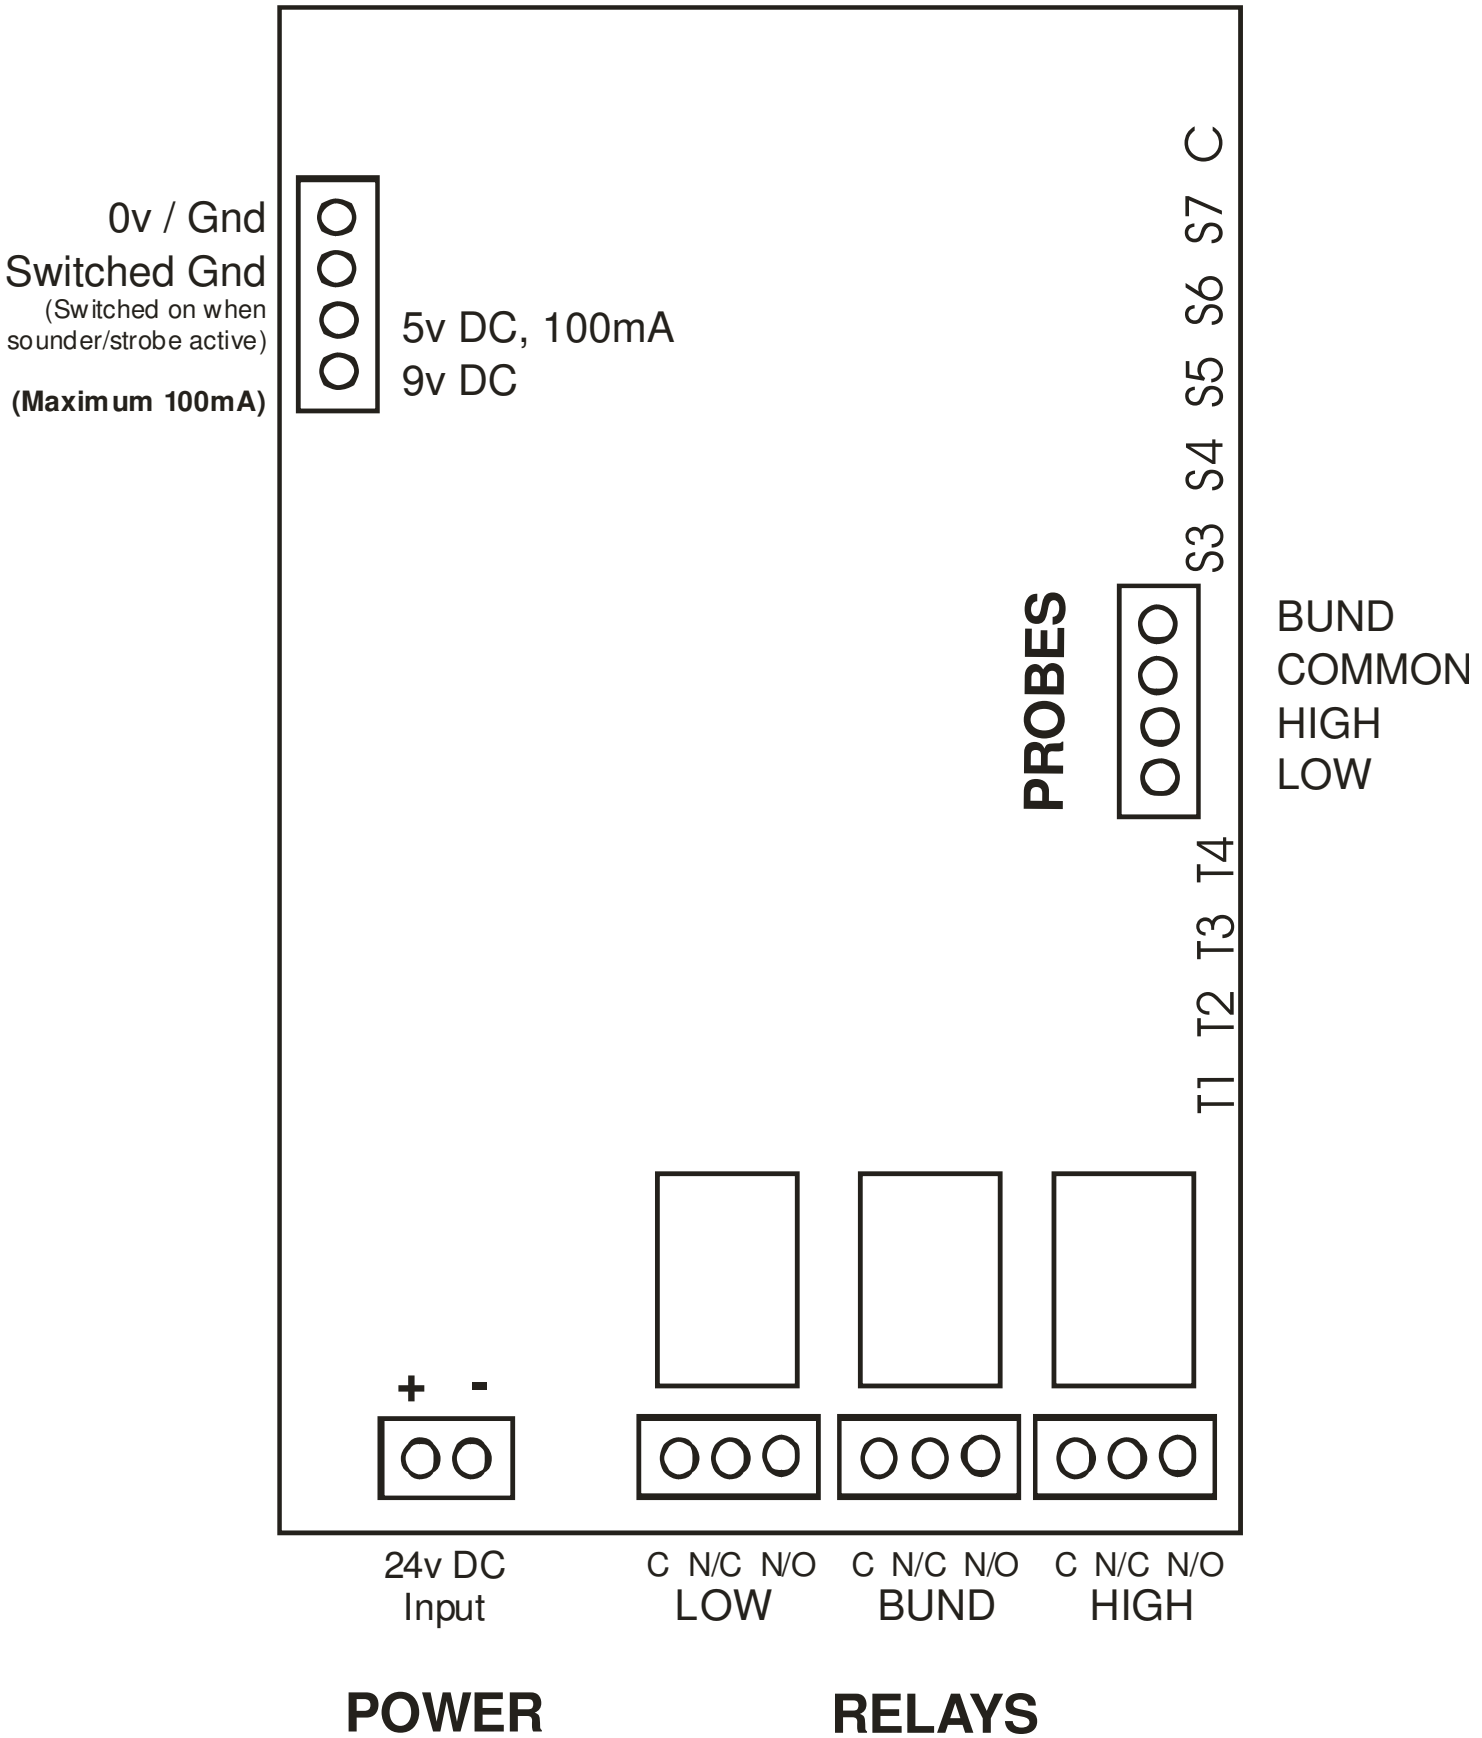 C
S7
S6
S5
S4
S3
0v / Gnd
Switched Gnd
(Switched on when
sounder/strobe active)
(Maximum 100mA)
5v DC, 100mA
9v DC
PROBES
BUND
COMMON
HIGH
LOW
T4
T3
T2
T1
+ -
24v DC
Input
C N/C N/O
LOW
C N/C N/O
BUND
C N/C N/O
HIGH
POWER
RELAYS